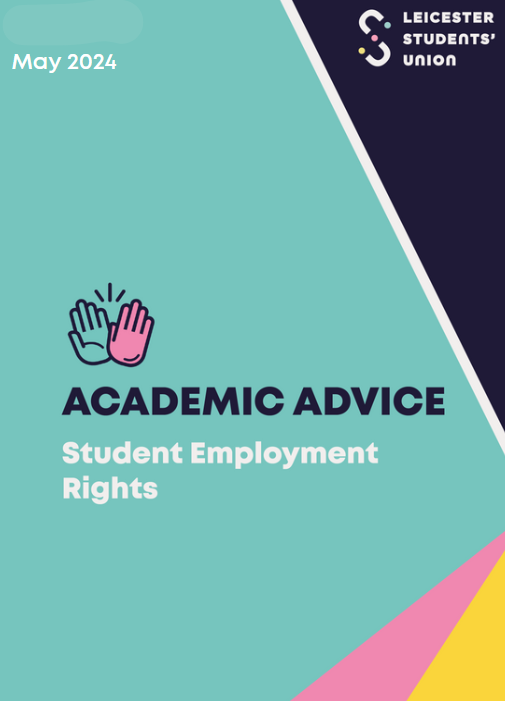 May 2024
LEICESTER
STUDENTS'
UNION
ACADEMIC ADVICE
Student Employment
Rights